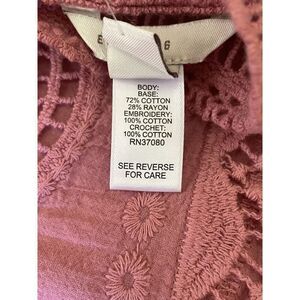 BODY:
BASE:
72% COTTON
28% RAYON
EMBROIDERY:
100% COTTON
CROCHET:
100% COTTON
RN37080
SEE REVERSE
FOR CARE